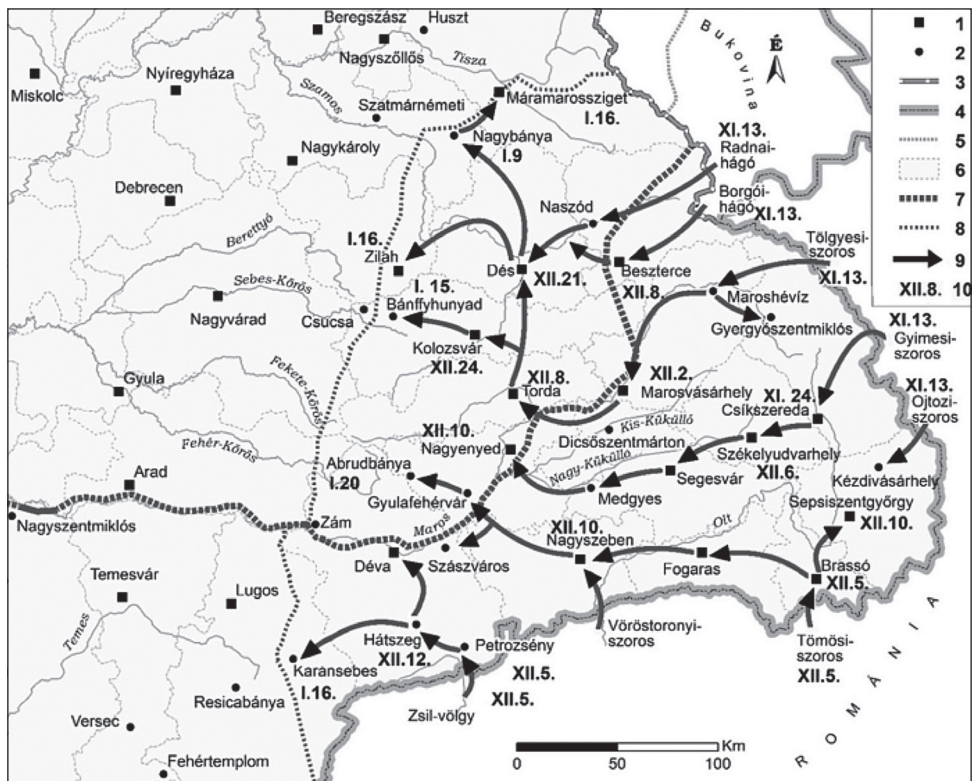 Beregszász
Huszt
Nagyszőllős
Tisza
Bukovina
É
Miskolc
Nyíregyháza
Szamos
Szatmárnémeti
Máramarossziget
I.16.
Nagybánya
I.9
Nagykároly
Debrecen
XI.13.
Radnai-
hágó
Borgói-
hágó
XI.13.
Naszód
Tölgyesi-
szoros
XI.13.
Berettyó
I.16.
Zilah
Dés
XII.21.
Beszterce
XII.8.
Sebes-Körös
Nagyvárad
Csúcsa
I. 15.
Bánffyhunyad
Maroshévíz
Gyergyószentmiklós
XI.13.
Gyimesi-
szoros
Kolozsvár
XII.24.
Fekete-Körös
Gyula
XII.8.
Torda
XII.2.
Marosvásárhely
XI. 24.
Csíkszereda
XI.13.
Ojtozi-
szoros
Kis-Küküllő
Dicsőszentmárton
Fehér-Körös
XII.10.
Nagyenyed
Nagy-Küküllő
Székelyudvarhely
XII.6.
Abrudbánya
I.20
Segesvár
Medgyes
Kézdivásárhely
Arad
Gyulafehérvár
Sepsiszentgyörgy
XII.10.
Nagyszentmiklós
Zám
Maros
XII.10.
Nagyszeben
Olt
Déva
Szászváros
Fogaras
Brassó
XII.5.
Temesvár
Lugos
Temes
Hátszeg
XII.12.
Petrozsény
XII.5.
Vöröstoronyi-
szoros
Tömösi-
szoros
XII.5.
Karánsebes
I.16.
Resicabánya
Zsil-völgy
XII.5.
Versec
Fehértemplom
ROMÁNIA
Km
0 50 100
1
2
3
4
5
6
7
8
9
XII.8. 10